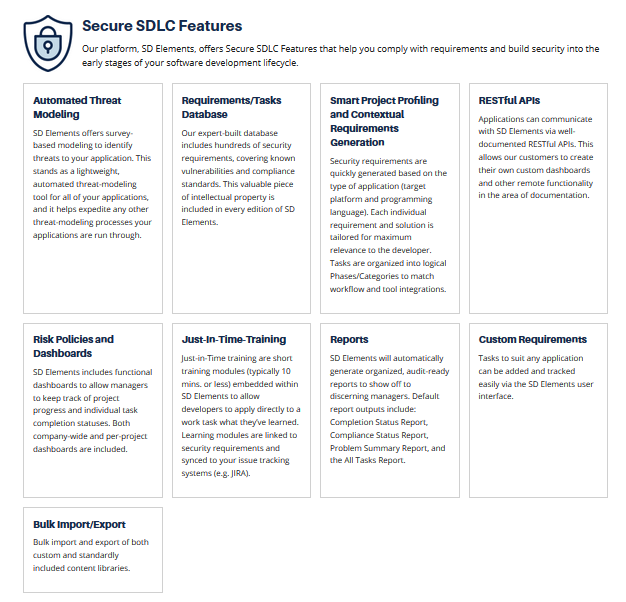 Secure SDLC Features
Our platform, SD Elements, offers Secure SDLC Features that help you comply with requirements and build security into the
early stages of your software development lifecycle.
Automated Threat
Modeling
SD Elements offers survey-
based modeling to identify
threats to your application. This
stands as a lightweight,
automated threat-modeling
tool for all of your applications,
and it helps expedite any other
threat-modeling processes your
applications are run through.
Requirements/Tasks
Database
Our expert-built database
includes hundreds of security
requirements, covering known
vulnerabilities and compliance
standards. This valuable piece
of intellectual property is
included in every edition of SD
Elements.
Smart Project Profiling
and Contextual
Requirements
Generation
Security requirements are
quickly generated based on the
type of application (target
platform and programming
language). Each individual
requirement and solution is
tailored for maximum
relevance to the developer.
Tasks are organized into logical
Phases/Categories to match
workflow and tool integrations.
RESTful APIs
Applications can communicate
with SD Elements via well-
documented RESTful APIs. This
allows our customers to create
their own custom dashboards
and other remote functionality
in the area of documentation.
Risk Policies and
Dashboards
SD Elements includes functional
dashboards to allow managers
to keep track of project
progress and individual task
completion statuses. Both
company-wide and per-project
dashboards are included.
Just-In-Time-Training
Just-in-Time training are short
training modules (typically 10
mins. or less) embedded within
SD Elements to allow
developers to apply directly to a
work task what they've learned.
Learning modules are linked to
security requirements and
synced to your issue tracking
systems (e.g. JIRA).
Reports
SD Elements will automatically
generate organized, audit-ready
reports to show off to
discerning managers. Default
report outputs include:
Completion Status Report,
Compliance Status Report,
Problem Summary Report, and
the All Tasks Report.
Custom Requirements
Tasks to suit any application
can be added and tracked
easily via the SD Elements user
interface.
Bulk Import/Export
Bulk import and export of both
custom and standardly
included content libraries.